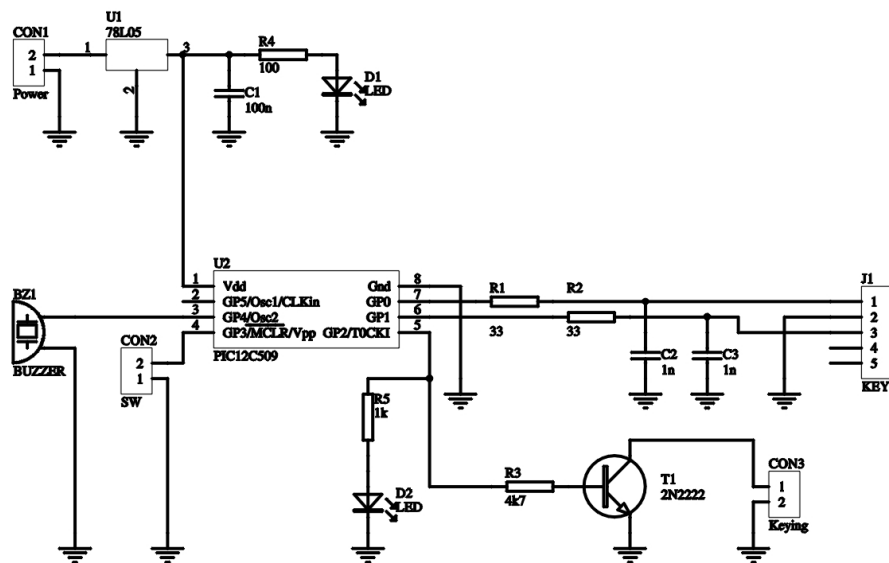 U1
CON1 78L05
1 3 R4
2
1 100 D1
2 C1 LED
Power 100n
U2
1 Vdd Gnd 8 J1
BZ1 2 GP5/Osc1/CLKin GP0 7 R1 R2 1
3 GP4/Osc2 GP1 6 2
4 GP3/MCLR/Vpp GP2/T0CKI 5 33 33 3
CON2 PIC12C509 4
2 C2 C3 5
BUZZER 1 1n 1n KEY
SW R5
1k
R3 T1 CON3
D2 4k7 2N2222 1
LED 2
Keying